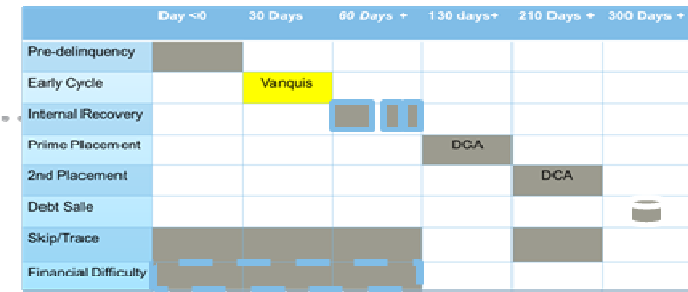 Day <0 30 Days 60 Days + 130 days+ 210 Days + 300 Days +
Pre-delinquency
Early Cycle Vanquis
Internal Recovery
Prime Placement DCA
2nd Placement DCA
Debt Sale
Skip/Trace
Financial Difficulty